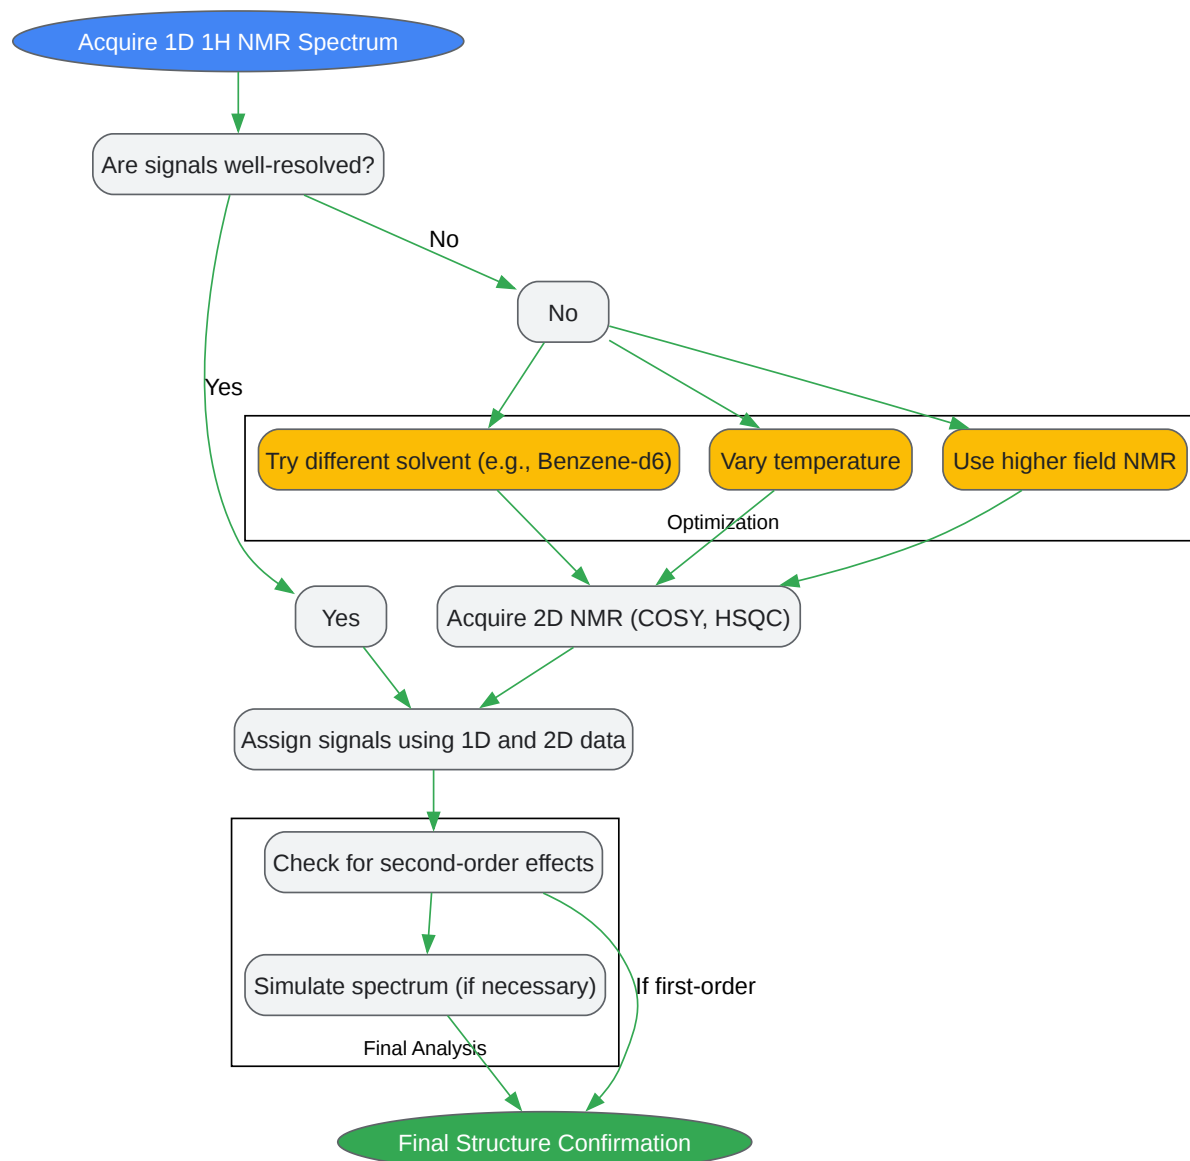 Acquire 1D 1H NMR Spectrum
Are signals well-resolved?
No
No
Yes
Try different solvent (e.g., Benzene-d6)
Vary temperature
Use higher field NMR
Optimization
Yes
Acquire 2D NMR (COSY, HSQC)
Assign signals using 1D and 2D data
Check for second-order effects
Simulate spectrum (if necessary)
If first-order
Final Analysis
Final Structure Confirmation